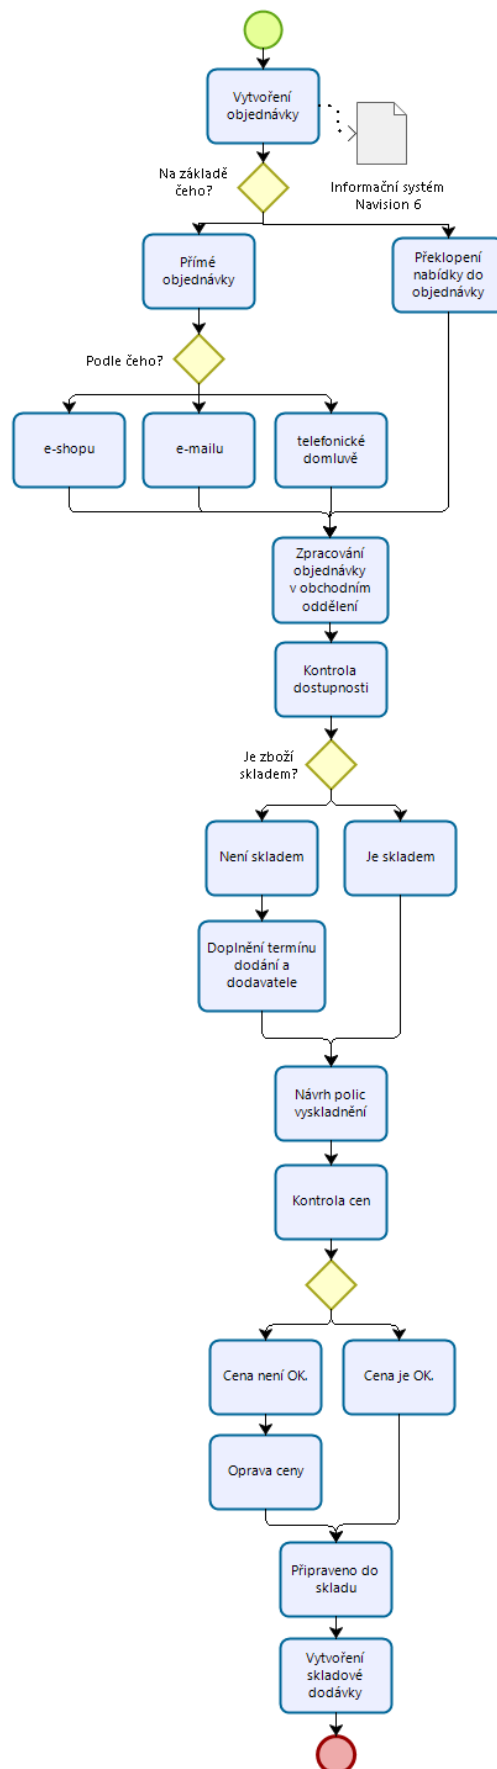 Vytvoření
objednávky
Informační systém
Navision 6
Na základě
čeho?
Přímé
objednávky
Překlopení
nabídky do
objednávky
Podle čeho?
e-shopu
e-mailu
telefonické
domluvě
Zpracování
objednávky
v obchodním
oddělení
Kontrola
dostupnosti
Je zboží
skladem?
Není skladem
Je skladem
Doplnění termínu
dodání a
dodavatele
Návrh polic
vyskladnění
Kontrola cen
Cena není OK.
Cena je OK.
Oprava ceny
Připraveno do
skladu
Vytvoření
skladové
dodávky